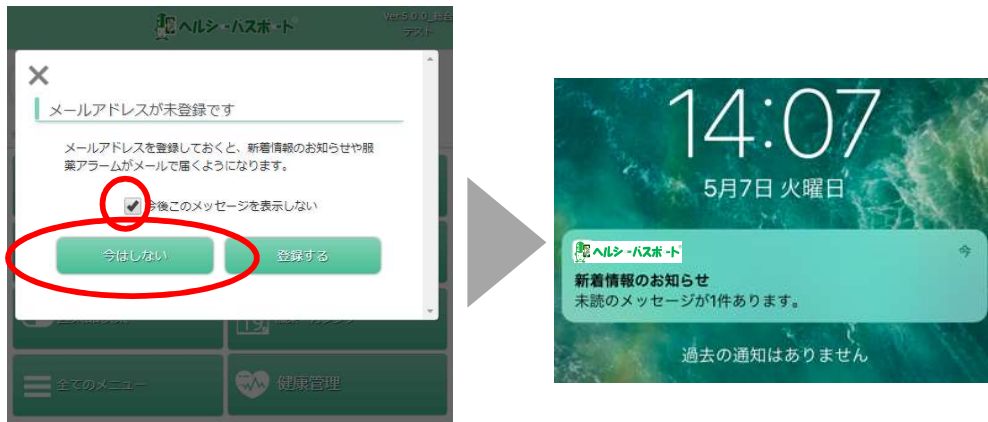 ヘルシーパスポート
Ver5.0.0_総合
テスト
メールアドレスが未登録です
メールアドレスを登録しておくと、新着情報のお知らせや服
薬アラームがメールで届くようになります。
今後このメッセージを表示しない
今はしない 登録する
19
全てのメニュー 健康管理
14:07
5月7日 火曜日
ヘルシーパスポート 今
新着情報のお知らせ
未読のメッセージが1件あります。
過去の通知はありません